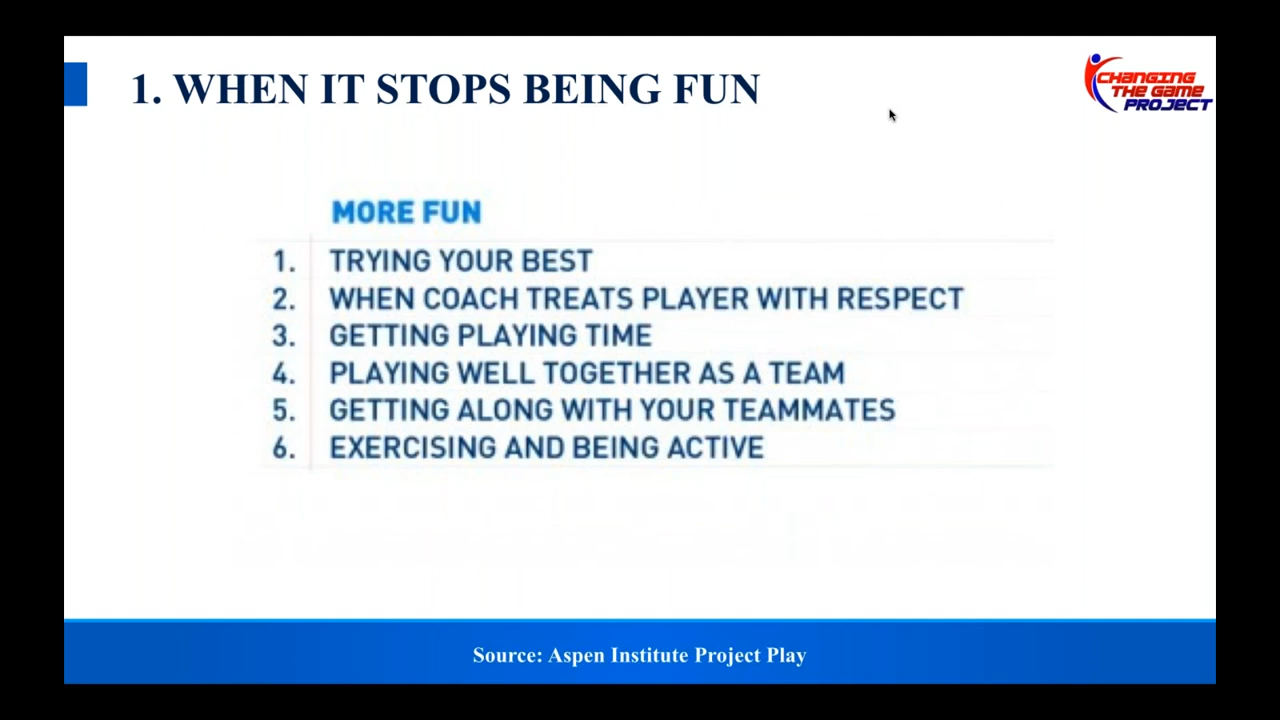 1. WHEN IT STOPS BEING FUN
CHANGING
THE GAME
PROJECT
MORE FUN
1. TRYING YOUR BEST
2. WHEN COACH TREATS PLAYER WITH RESPECT
3. GETTING PLAYING TIME
4. PLAYING WELL TOGETHER AS A TEAM
5. GETTING ALONG WITH YOUR TEAMMATES
6. EXERCISING AND BEING ACTIVE
Source: Aspen Institute Project Play